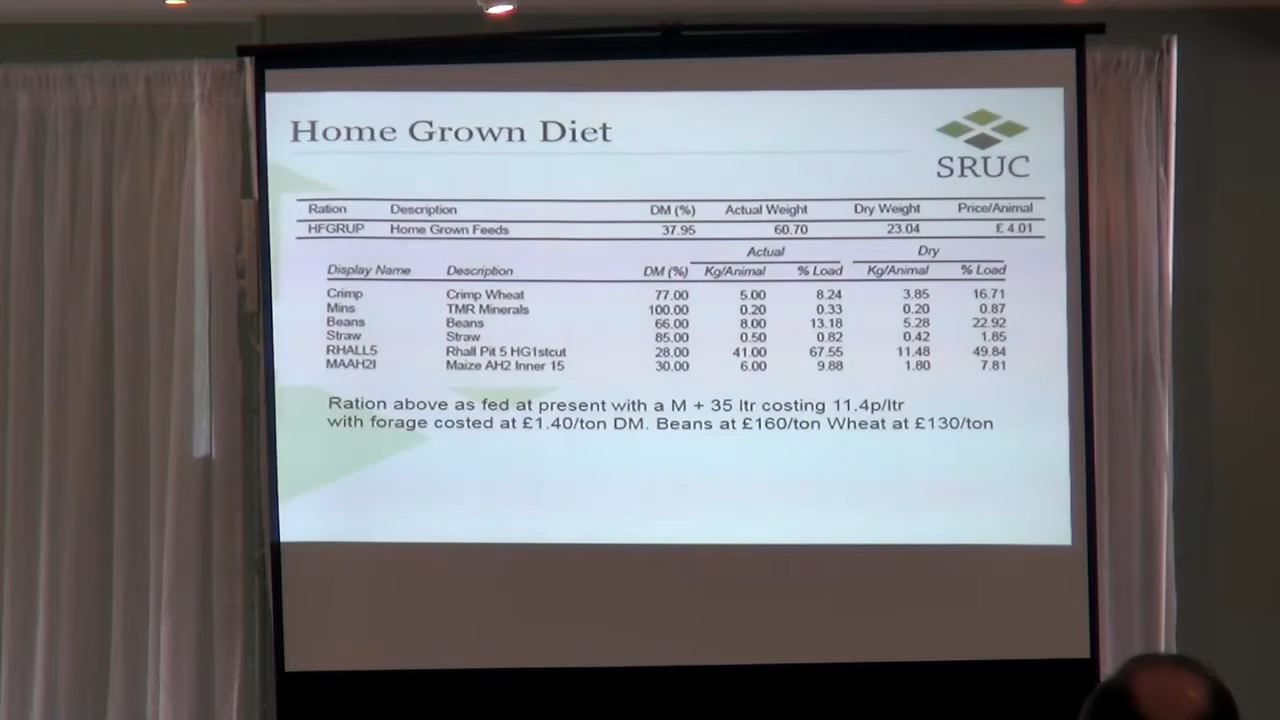 Home Grown Diet
SRUC
Ration Description DM (%) Actual Weight Dry Weight Price/Animal
HFGRUP Home Grown Feeds 37.95 60.70 23.04 £ 4.01
Actual Dry
Display Name Description DM (%) Kg/Animal % Load Kg/Animal % Load
Crimp Crimp Wheat 77.00 5.00 8.24 3.85 16.71
Mins TMR Minerals 100.00 0.20 0.33 0.20 0.87
Beans Beans 66.00 8.00 13.18 5.28 22.92
Straw Straw 85.00 0.50 0.82 0.42 1.85
RHALL5 Rhall Pit 5 HG1stcut 28.00 41.00 67.55 11.48 49.84
MAAH2I Maize AH2 Inner 15 30.00 6.00 9.88 1.80 7.81
Ration above as fed at present with a M + 35 ltr costing 11.4p/ltr
with forage costed at £1.40/ton DM. Beans at £160/ton Wheat at £130/ton